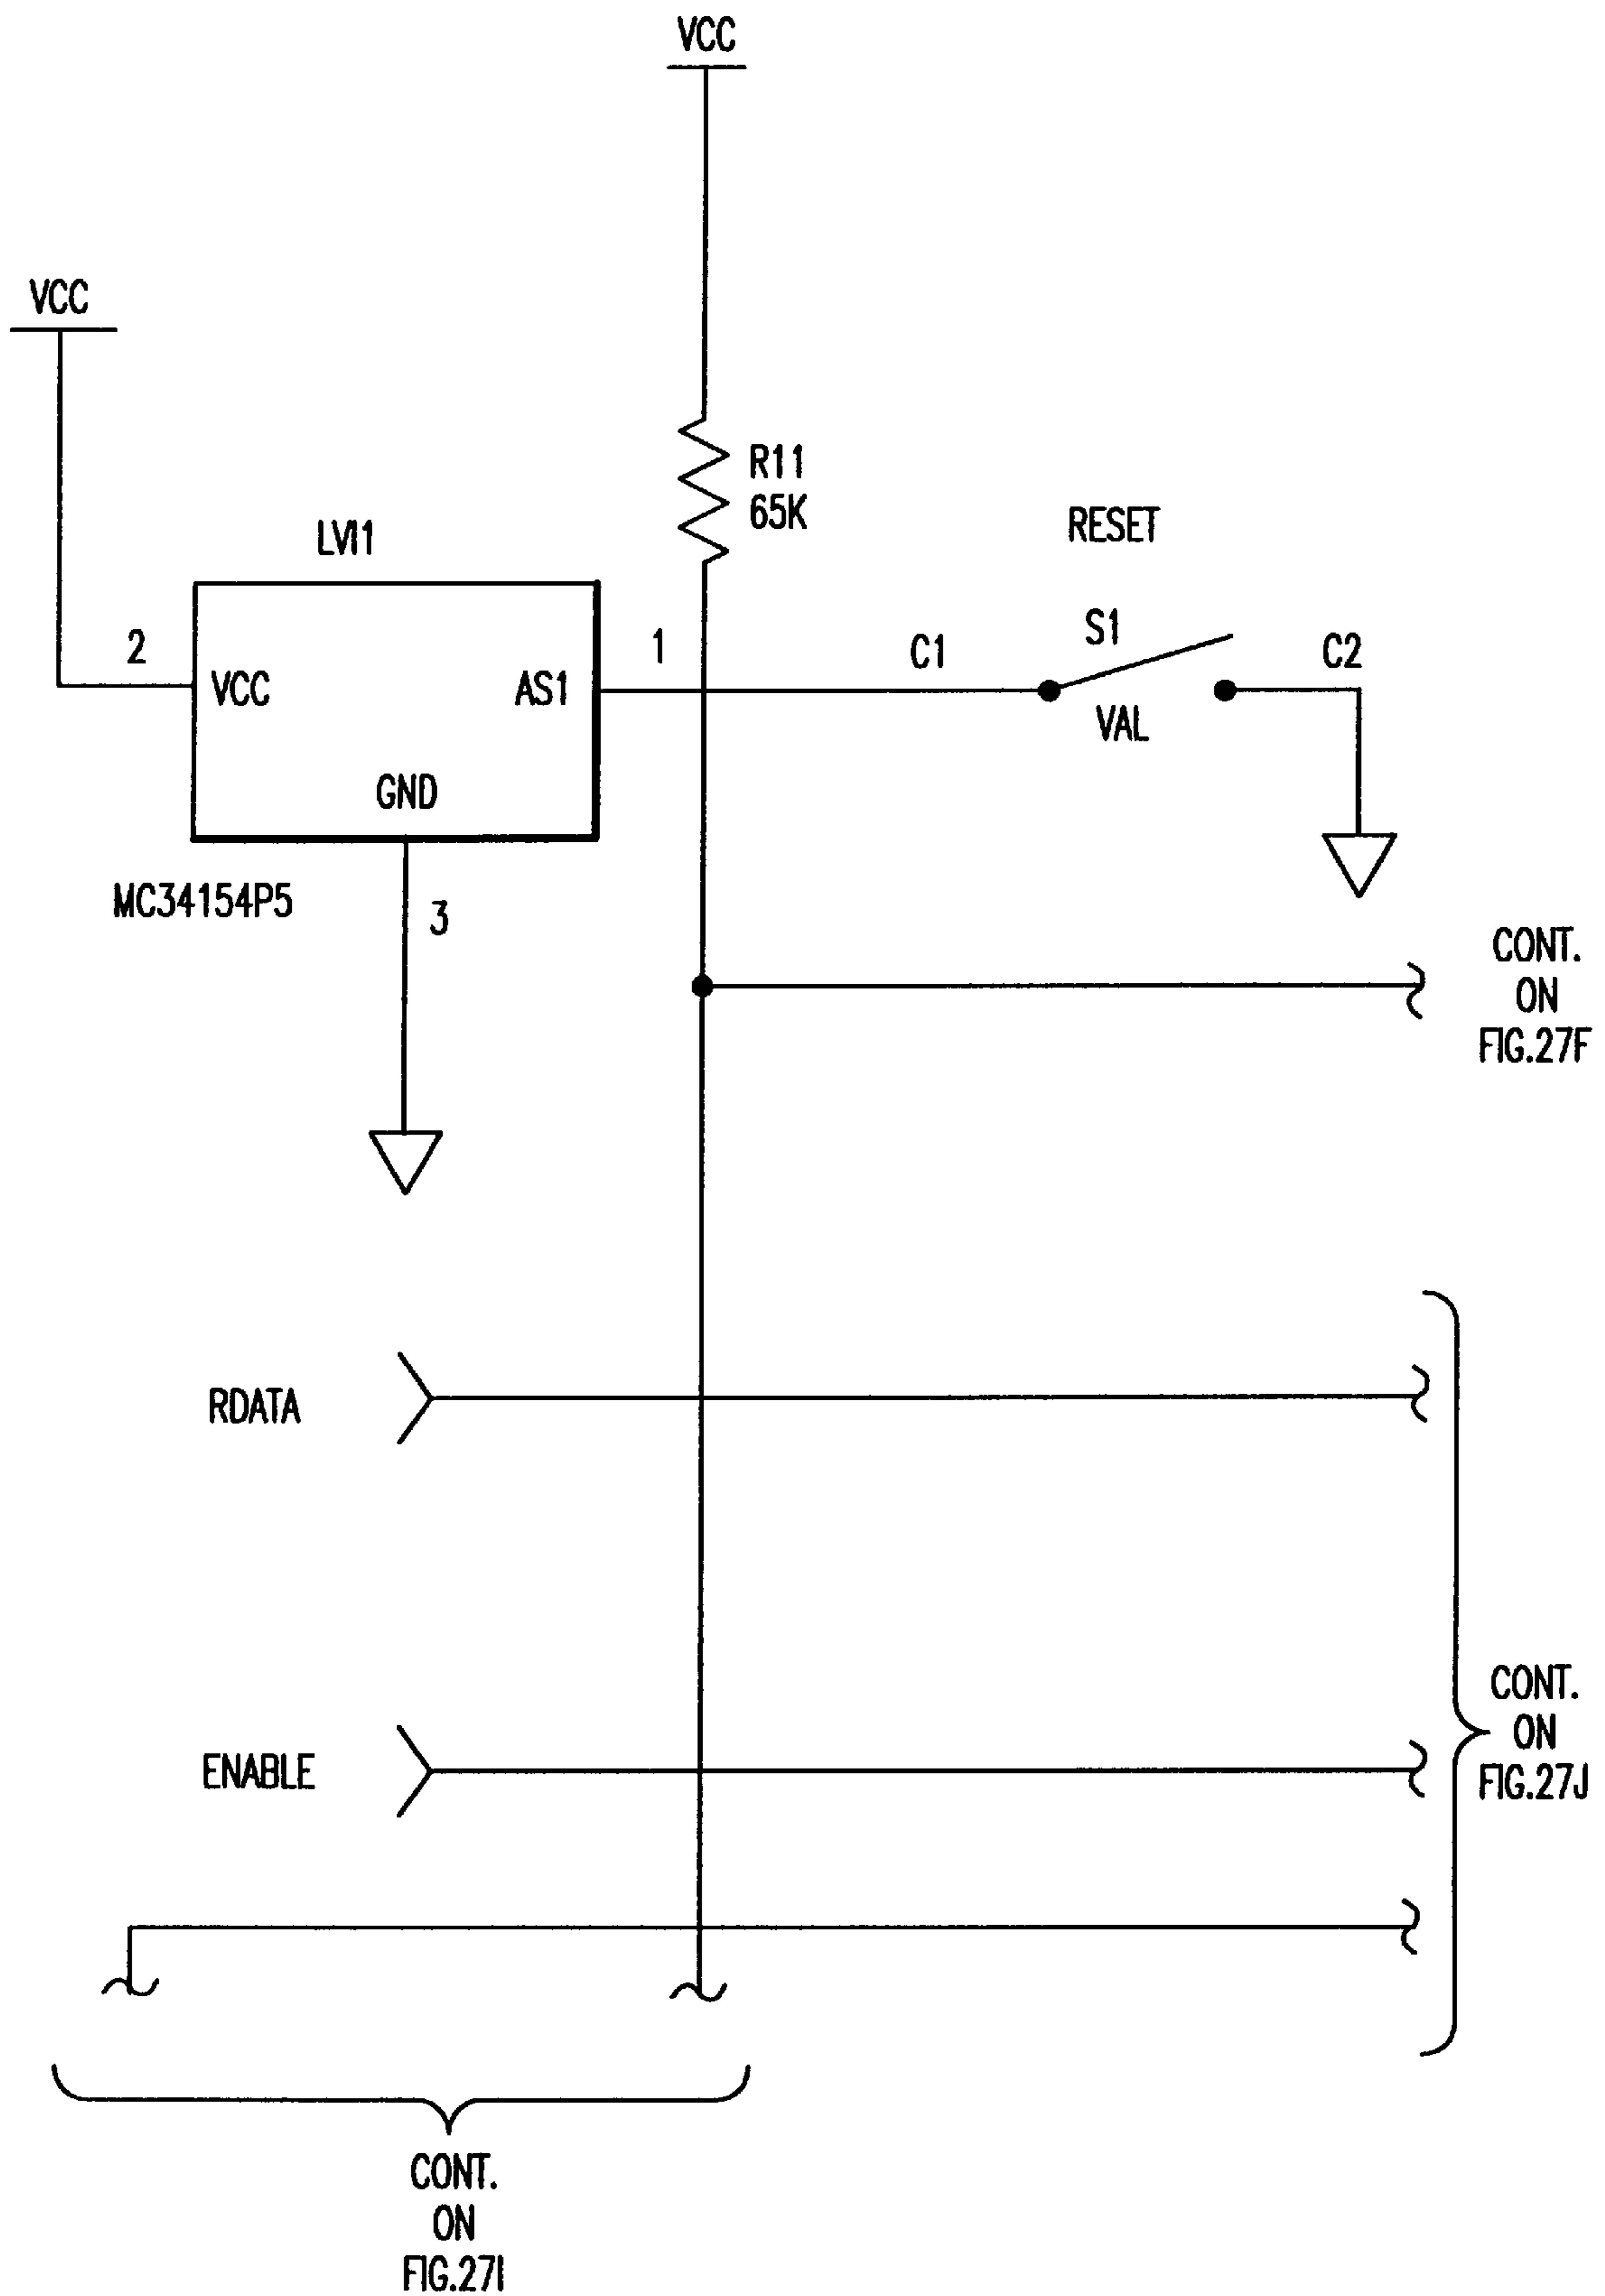 VCC
VCC
R11
65K
LVI1
RESET
2
1
C1
S1
C2
VCC
AS1
VAL
GND
MC34154P5
3
CONT.
ON
FIG.27F
RDATA
CONT.
ON
FIG.27J
ENABLE
CONT.
ON
FIG.27I